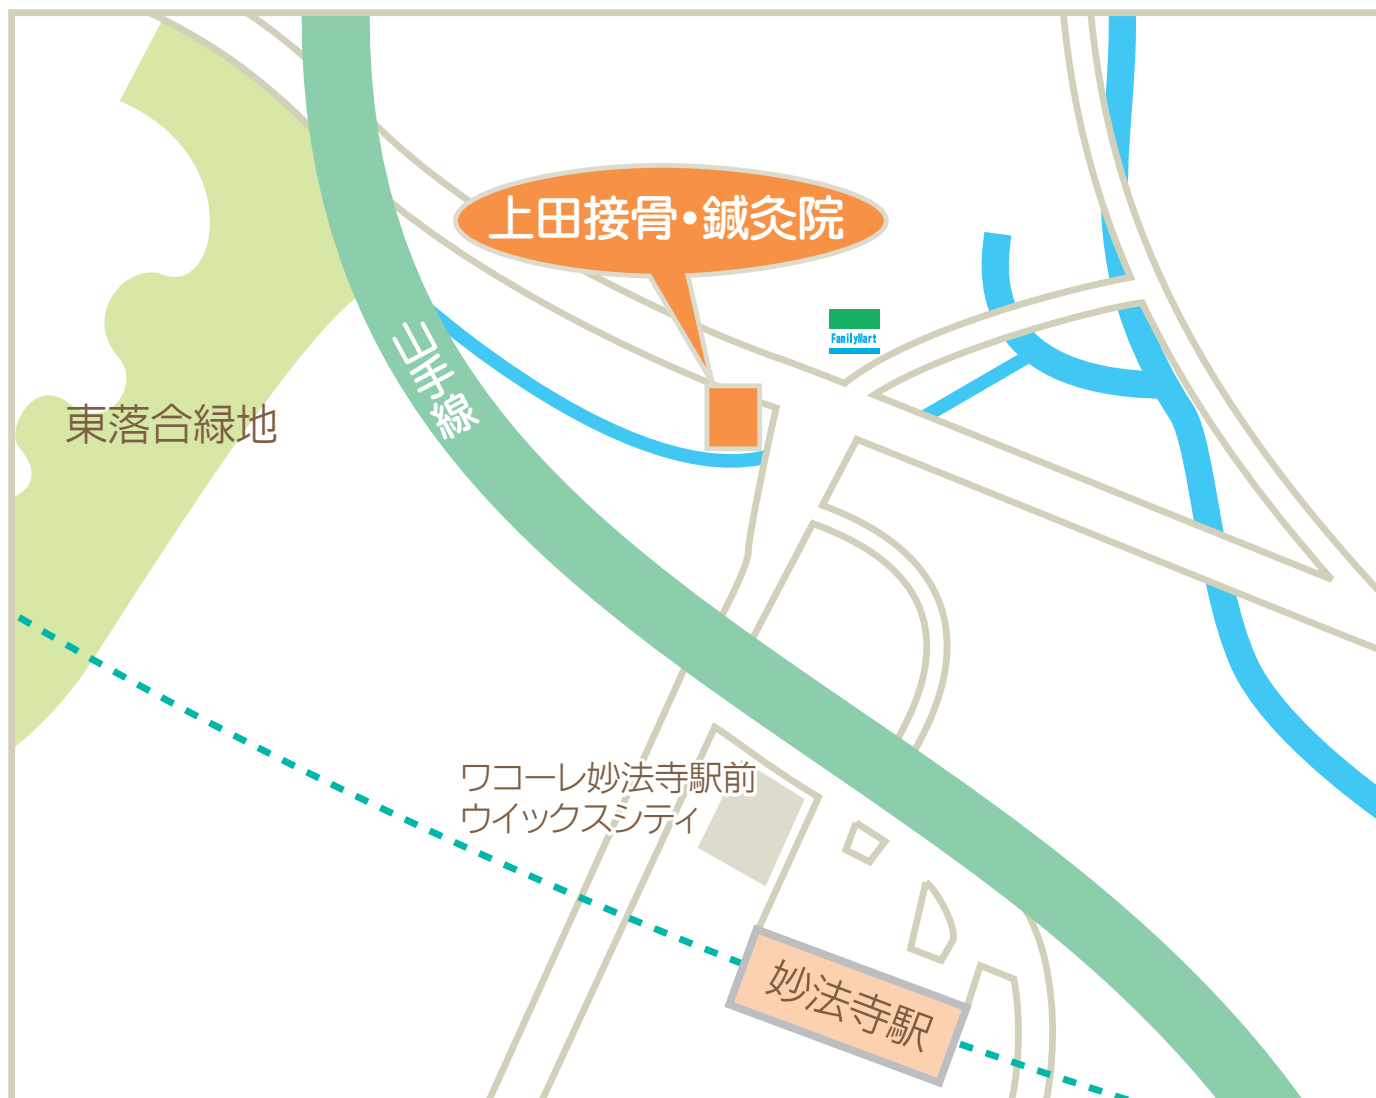 上田接骨・鍼灸院
FamilyMart
山手線
東落合緑地
ワコーレ妙法寺駅前
ウイックスシティ
妙法寺駅